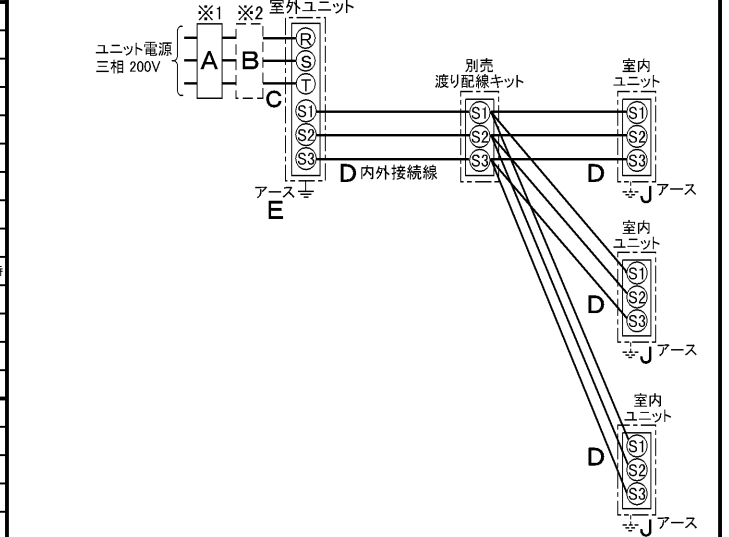 ※1 ※2 室外ユニット
ユニット電源
三相 200V
A
B
C
R
S
T
S1
S2
S3
アース
E
D 内外接続線
別売
渡り配線キット
S1
S2
S3
室内
ユニット
S1
S2
S3
D
J アース
室内
ユニット
S1
S2
S3
D
J アース
室内
ユニット
S1
S2
S3
D
J アース